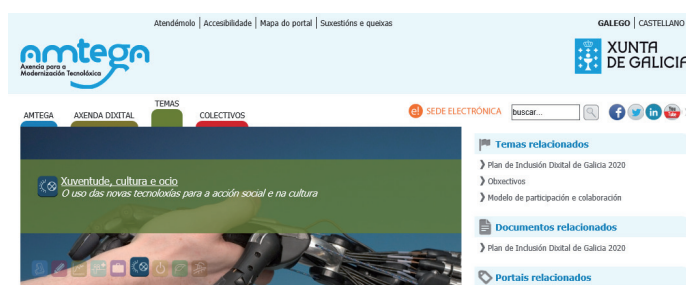 Atendémolo | Accesibilidade | Mapa do portal | Suxestións e queixas
GALEGO | CASTELLANO
amtega
Axencia para a
Modernización Tecnolóxica
XUNTA
DE GALICIA
AMTEGA
AXENDA DIXITAL
TEMAS
COLECTIVOS
e! SEDE ELECTRÓNICA
buscar...
Xuventude, cultura e ocio
O uso das novas tecnoloxías para a acción social e na cultura
Temas relacionados
Plan de Inclusión Dixital de Galicia 2020
Obxectivos
Modelo de participación e colaboración
Documentos relacionados
Plan de Inclusión Dixital de Galicia 2020
Portais relacionados